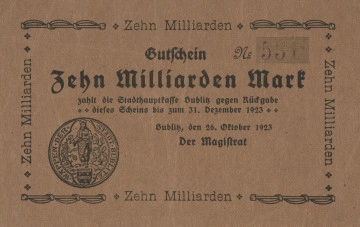 Zehn Milliarden
Gutschein № 556
Zehn Milliarden Mark
zahlt die Stadthauptkasse Bublitz gegen Rückgabe
dieses Scheins bis zum 31. Dezember 1923
Bublitz, den 26. Oktober 1923
Der Magistrat
Zehn Milliarden
Zehn Milliarden
Zehn Milliarden